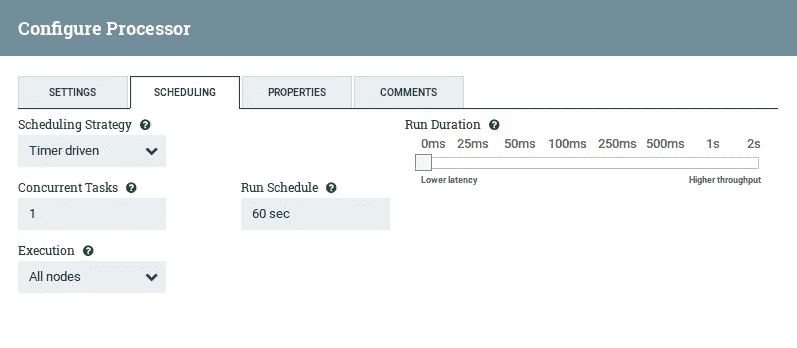 Configure Processor
SETTINGS
SCHEDULING
PROPERTIES
COMMENTS
Scheduling Strategy
Timer driven
Run Duration
0ms 25ms 50ms 100ms 250ms 500ms 1s 2s
Lower latency
Higher throughput
Concurrent Tasks
1
Run Schedule
60 sec
Execution
All nodes